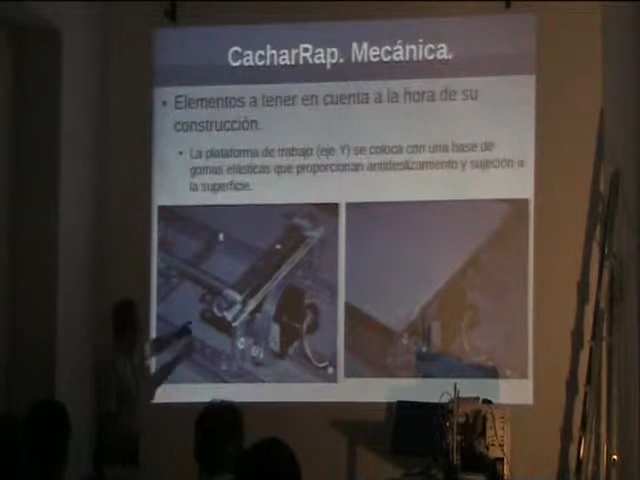 CacharRap. Mecánica.
• Elementos a tener en cuenta a la hora de su
construcción.
• La plataforma de trabajo (eje Y) se coloca con una base de
gomas elásticas que proporcionan antideslizamiento y sujeción a
la superficie.